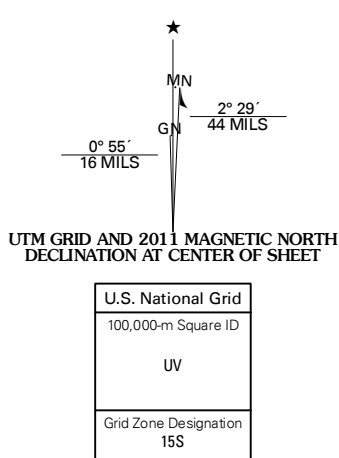 ★
MN
GN
2° 29´
44 MILS
0° 55´
16 MILS
UTM GRID AND 2011 MAGNETIC NORTH
DECLINATION AT CENTER OF SHEET
U.S. National Grid
100,000-m Square ID
UV
Grid Zone Designation
15S